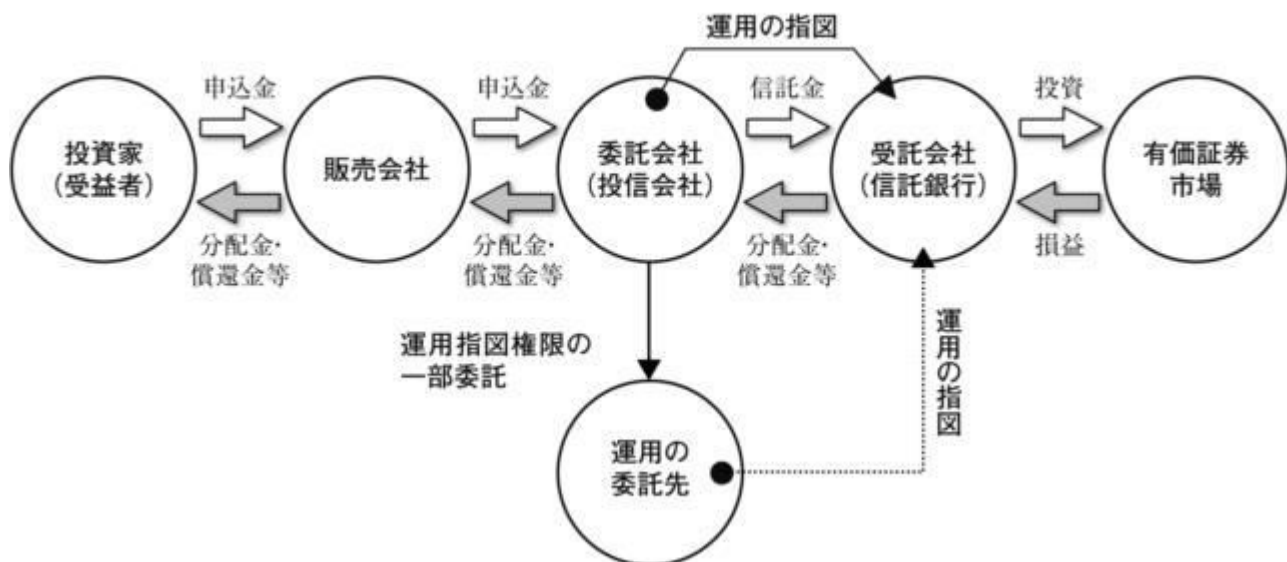 運用の指図
申込金
申込金
信託金
投資
投資家
(受益者)
販売会社
委託会社
(投信会社)
受託会社
(信託銀行)
有価証券
市場
分配金・
償還金等
分配金・
償還金等
分配金・
償還金等
損益
運用指図権限の
一部委託
運用の指図
運用の
委託先